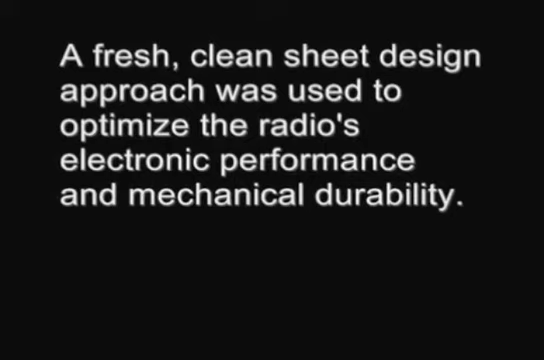 A fresh, clean sheet design
approach was used to
optimize the radio's
electronic performance
and mechanical durability.